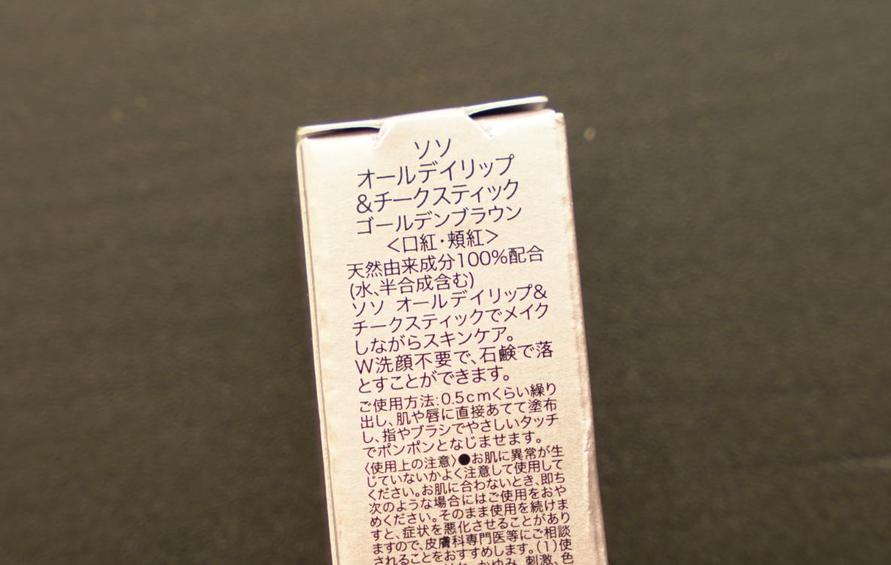 ソソ
オールデイリップ
&チークスティック
ゴールデンブラウン
＜口紅・頬紅＞
天然由来成分100%配合
(水、半合成含む)
ソソ オールデイリップ&
チークスティックでメイク
しながらスキンケア。
W洗顔不要で、石鹸で落
とすことができます。
ご使用方法:0.5cmくらい繰り
出し、肌や唇に直接あてて塗布
し、指やブラシでやさしいタッチ
でポンポンとなじませます。
〈使用上の注意〉●お肌に異常が生
じていないかよく注意して使用して
ください。お肌に合わないとき、即ち
次のような場合にはご使用をおや
めください。そのまま使用を続けま
すと、症状を悪化させることがあり
ますので、皮膚科専門医等にご相談
されることをおすすめします。(1)使
かゆみ、刺激、色